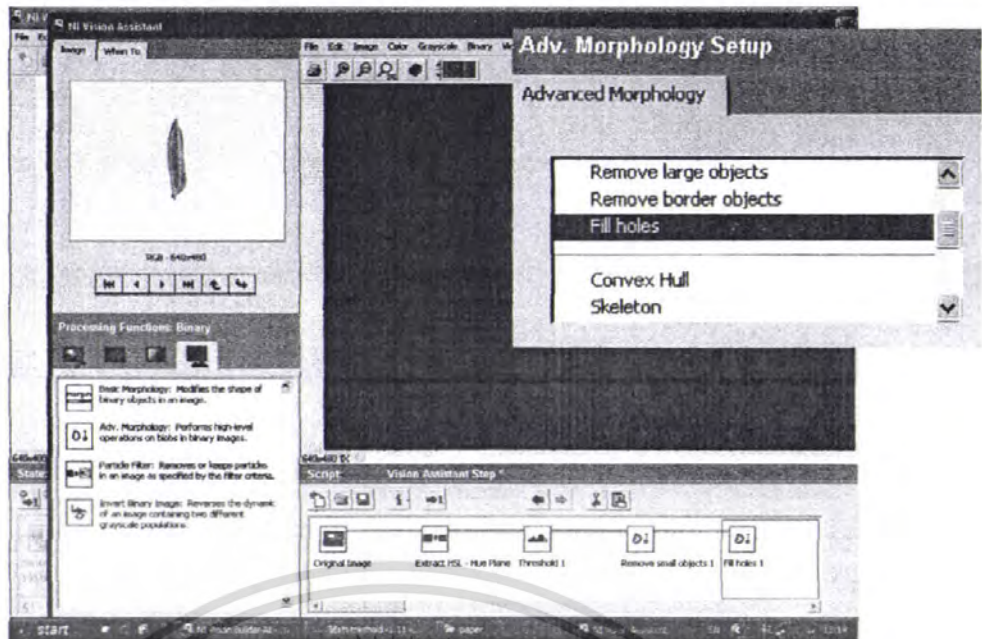 NI Vision Assistant
Image When To
RGB - 640x480
Processing Functions: Binary
Basic Morphology: Modifies the shape of
binary objects in an image.
Adv. Morphology: Performs high-level
operations on blobs in binary images.
Particle Filter: Removes or keeps particles
in an image as specified by the filter criteria.
Invert Binary Image: Reverses the dynamic
of an image containing two different
grayscale populations.
File Edit Image Color Grayscale Binary
Adv. Morphology Setup
Advanced Morphology
Remove large objects
Remove border objects
Fill holes
Convex Hull
Skeleton
640x480 1X
Script: Vision Assistant Step *
Original Image Extract HSL - Hue Plane Threshold 1 Remove small objects 1 Fill holes 1
start
paper